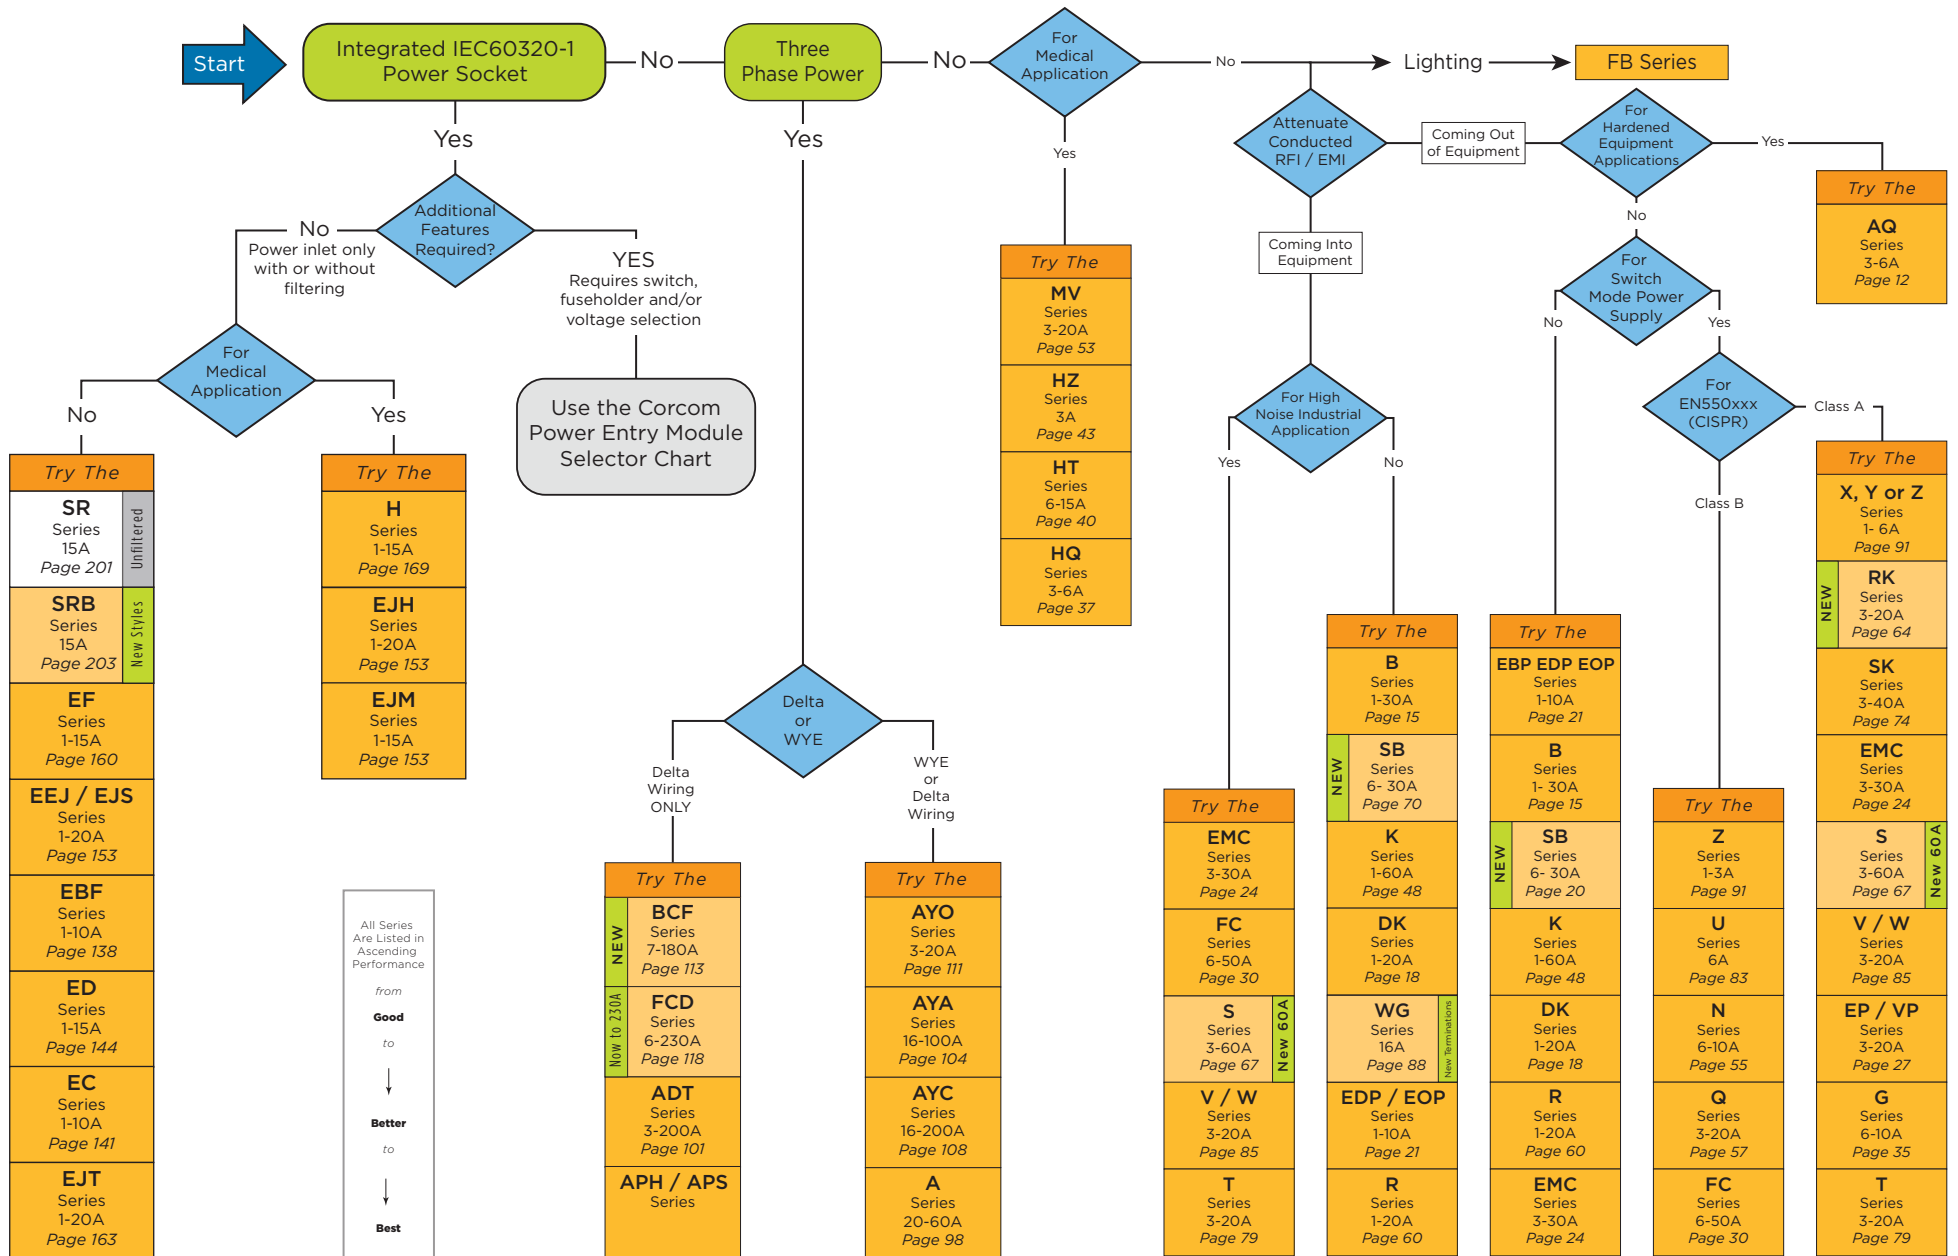 Start
Integrated IEC60320-1
Power Socket
No
Three
Phase Power
No
For
Medical
Application
No
Lighting
FB Series
Yes
Yes
Yes
Attenuate
Conducted
RFI / EMI
Coming Out
of Equipment
For
Hardened
Equipment
Applications
Yes
Try The
AQ
Series
3-6A
Page 12
Additional
Features
Required?
No
Power inlet only
with or without
filtering
YES
Requires switch,
fuseholder and/or
voltage selection
Use the Corcom
Power Entry Module
Selector Chart
For
Medical
Application
No
Yes
Try The
SR
Series
15A
Page 201
Unfiltered
SRB
Series
15A
Page 203
New Styles
EF
Series
1-15A
Page 160
EEJ / EJS
Series
1-20A
Page 153
EBF
Series
1-10A
Page 138
ED
Series
1-15A
Page 144
EC
Series
1-10A
Page 141
EJT
Series
1-20A
Page 163
Try The
H
Series
1-15A
Page 169
EJH
Series
1-20A
Page 153
EJM
Series
1-15A
Page 153
All Series
Are Listed in
Ascending
Performance
from
Good
to
Better
to
Best
Delta
or
WYE
Delta
Wiring
ONLY
WYE
or
Delta
Wiring
Try The
NEW
BCF
Series
7-180A
Page 113
Now to 230A
FCD
Series
6-230A
Page 118
ADT
Series
3-200A
Page 101
APH / APS
Series
Try The
AYO
Series
3-20A
Page 111
AYA
Series
16-100A
Page 104
AYC
Series
16-200A
Page 108
A
Series
20-60A
Page 98
Try The
MV
Series
3-20A
Page 53
HZ
Series
3A
Page 43
HT
Series
6-15A
Page 40
HQ
Series
3-6A
Page 37
Coming Into
Equipment
For High
Noise Industrial
Application
Yes
No
Try The
EMC
Series
3-30A
Page 24
FC
Series
6-50A
Page 30
S
Series
3-60A
Page 67
New 60A
V / W
Series
3-20A
Page 85
T
Series
3-20A
Page 79
Try The
B
Series
1-30A
Page 15
NEW
SB
Series
6- 30A
Page 70
K
Series
1-60A
Page 48
DK
Series
1-20A
Page 18
WG
Series
16A
Page 88
New Terminations
EDP / EOP
Series
1-10A
Page 21
R
Series
1-20A
Page 60
No
For
Switch
Mode Power
Supply
No
Yes
Try The
EBP EDP EOP
Series
1-10A
Page 21
B
Series
1- 30A
Page 15
NEW
SB
Series
6- 30A
Page 20
K
Series
1-60A
Page 48
DK
Series
1-20A
Page 18
R
Series
1-20A
Page 60
EMC
Series
3-30A
Page 24
For
EN550xxx
(CISPR)
Class A
Class B
Try The
Z
Series
1-3A
Page 91
U
Series
6A
Page 83
N
Series
6-10A
Page 55
Q
Series
3-20A
Page 57
FC
Series
6-50A
Page 30
Try The
X, Y or Z
Series
1- 6A
Page 91
NEW
RK
Series
3-20A
Page 64
SK
Series
3-40A
Page 74
EMC
Series
3-30A
Page 24
S
Series
3-60A
Page 67
New 60A
V / W
Series
3-20A
Page 85
EP / VP
Series
3-20A
Page 27
G
Series
6-10A
Page 35
T
Series
3-20A
Page 79